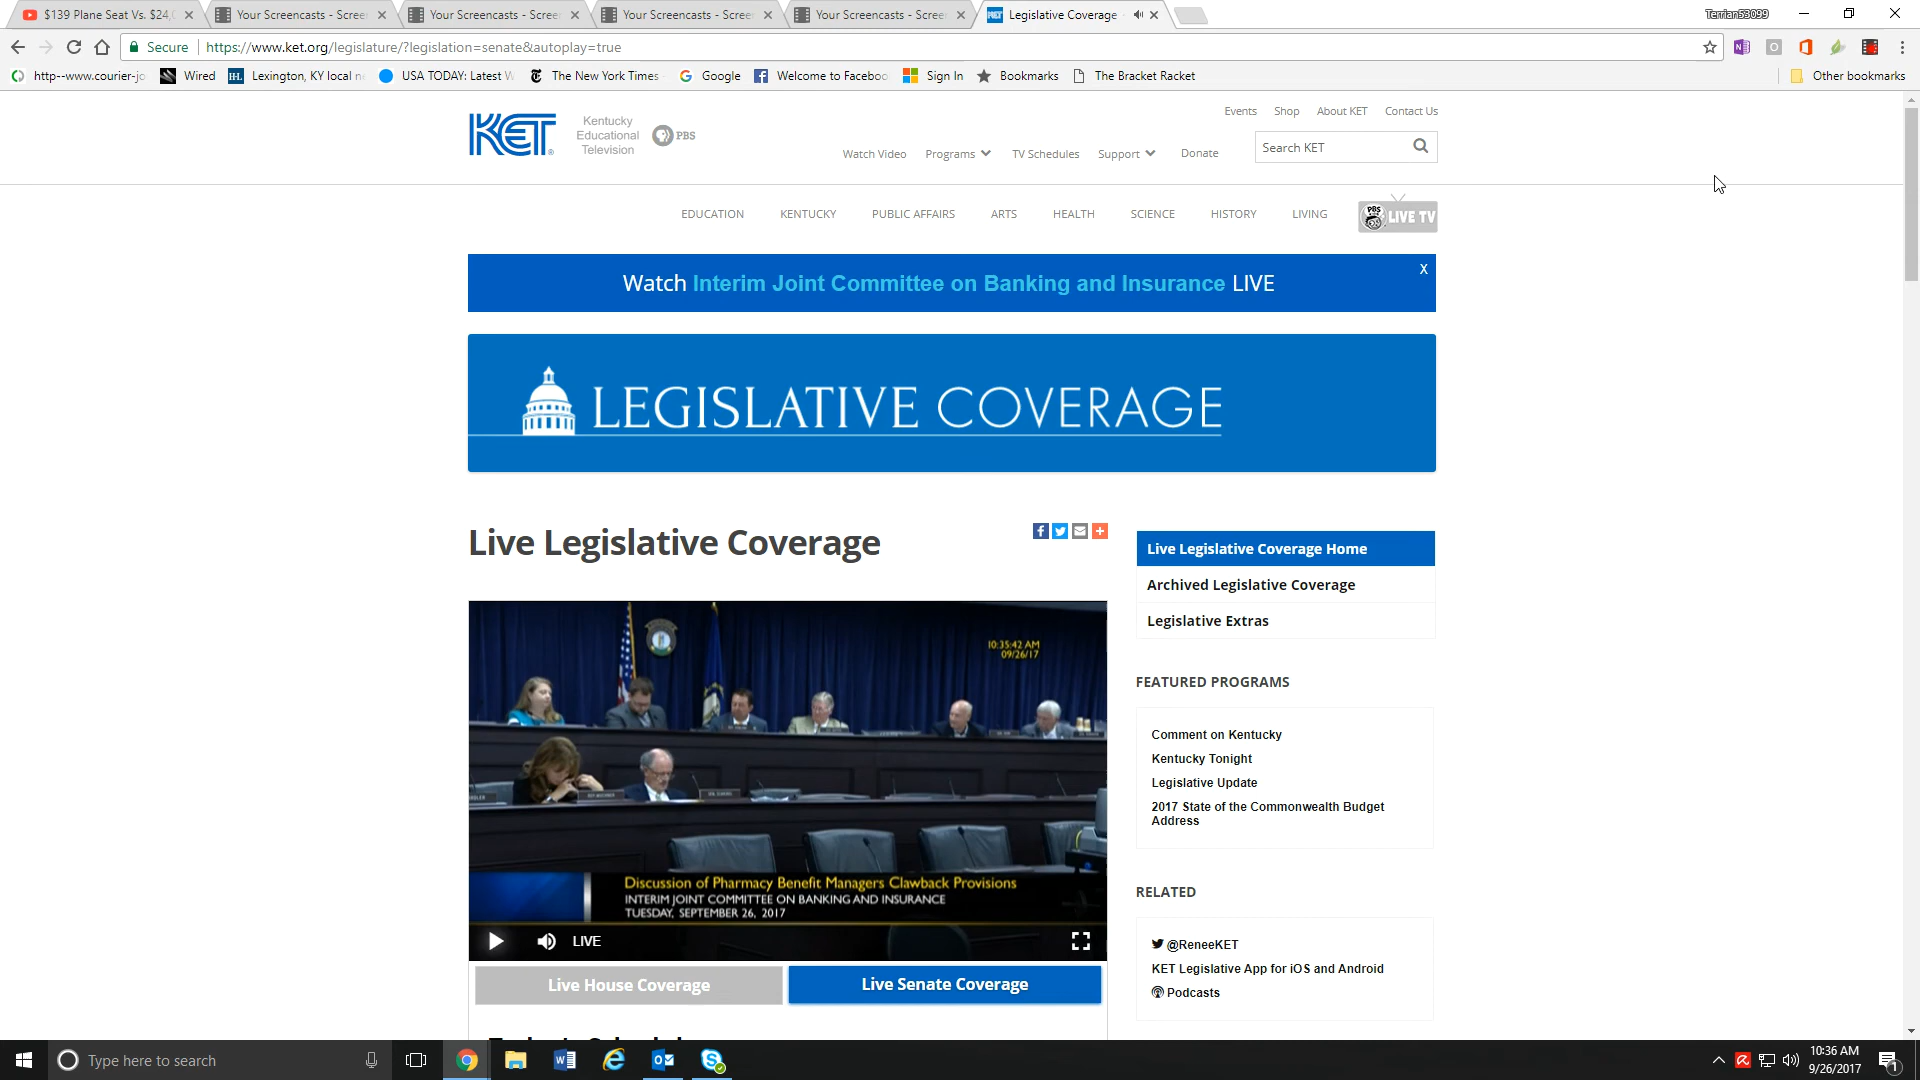 $139 Plane Seat Vs. $24,
Your Screencasts - Scree
Your Screencasts - Scree
Your Screencasts - Scree
Your Screencasts - Scree
Legislative Coverage
Terrian53099
Secure
https://www.ket.org/legislature/?legislation=senate&autoplay=true
http--www.courier-jo
Wired
Lexington, KY local n
USA TODAY: Latest
The New York Times
Google
Welcome to Faceboo
Sign In
Bookmarks
The Bracket Racket
Other bookmarks
KET
Kentucky
Educational
Television
PBS
Events Shop About KET Contact Us
Watch Video Programs TV Schedules Support Donate
Search KET
EDUCATION KENTUCKY PUBLIC AFFAIRS ARTS HEALTH SCIENCE HISTORY LIVING
PBS
LIVE TV
Watch Interim Joint Committee on Banking and Insurance LIVE
X
LEGISLATIVE COVERAGE
Live Legislative Coverage
10:35:42 AM
09/26/17
Discussion of Pharmacy Benefit Managers Clawback Provisions
INTERIM JOINT COMMITTEE ON BANKING AND INSURANCE
TUESDAY, SEPTEMBER 26, 2017
LIVE
Live House Coverage
Live Senate Coverage
Live Legislative Coverage Home
Archived Legislative Coverage
Legislative Extras
FEATURED PROGRAMS
Comment on Kentucky
Kentucky Tonight
Legislative Update
2017 State of the Commonwealth Budget
Address
RELATED
@ReneeKET
KET Legislative App for iOS and Android
Podcasts
Type here to search
10:36 AM
9/26/2017
1